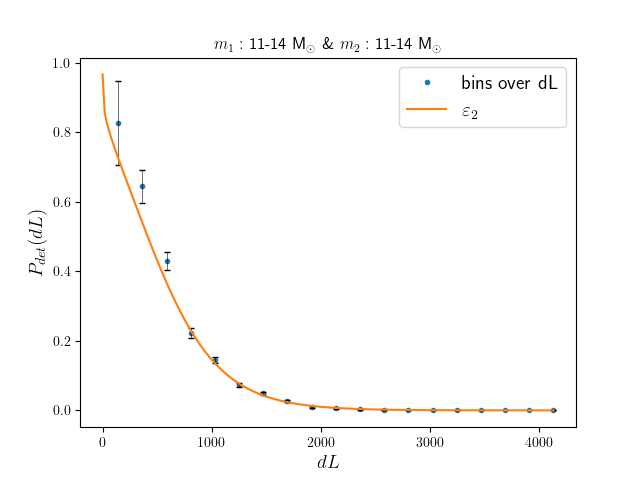 m₁ : 11-14 M⊙ & m₂ : 11-14 M⊙
1.0
0.8
0.6
0.4
0.2
0.0
P_det(dL)
bins over dL
ε₂
0 1000 2000 3000 4000
dL